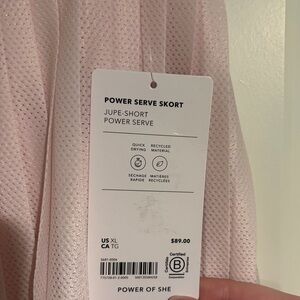 POWER SERVE SKORT
JUPE-SHORT
POWER SERVE
QUICK DRYING
RECYCLED MATERIAL
SÉCHAGE RAPIDE
MATIÈRES RECYCLÉES
US XL
CA TG
$89.00
Certified
B
Corporation
POWER OF SHE